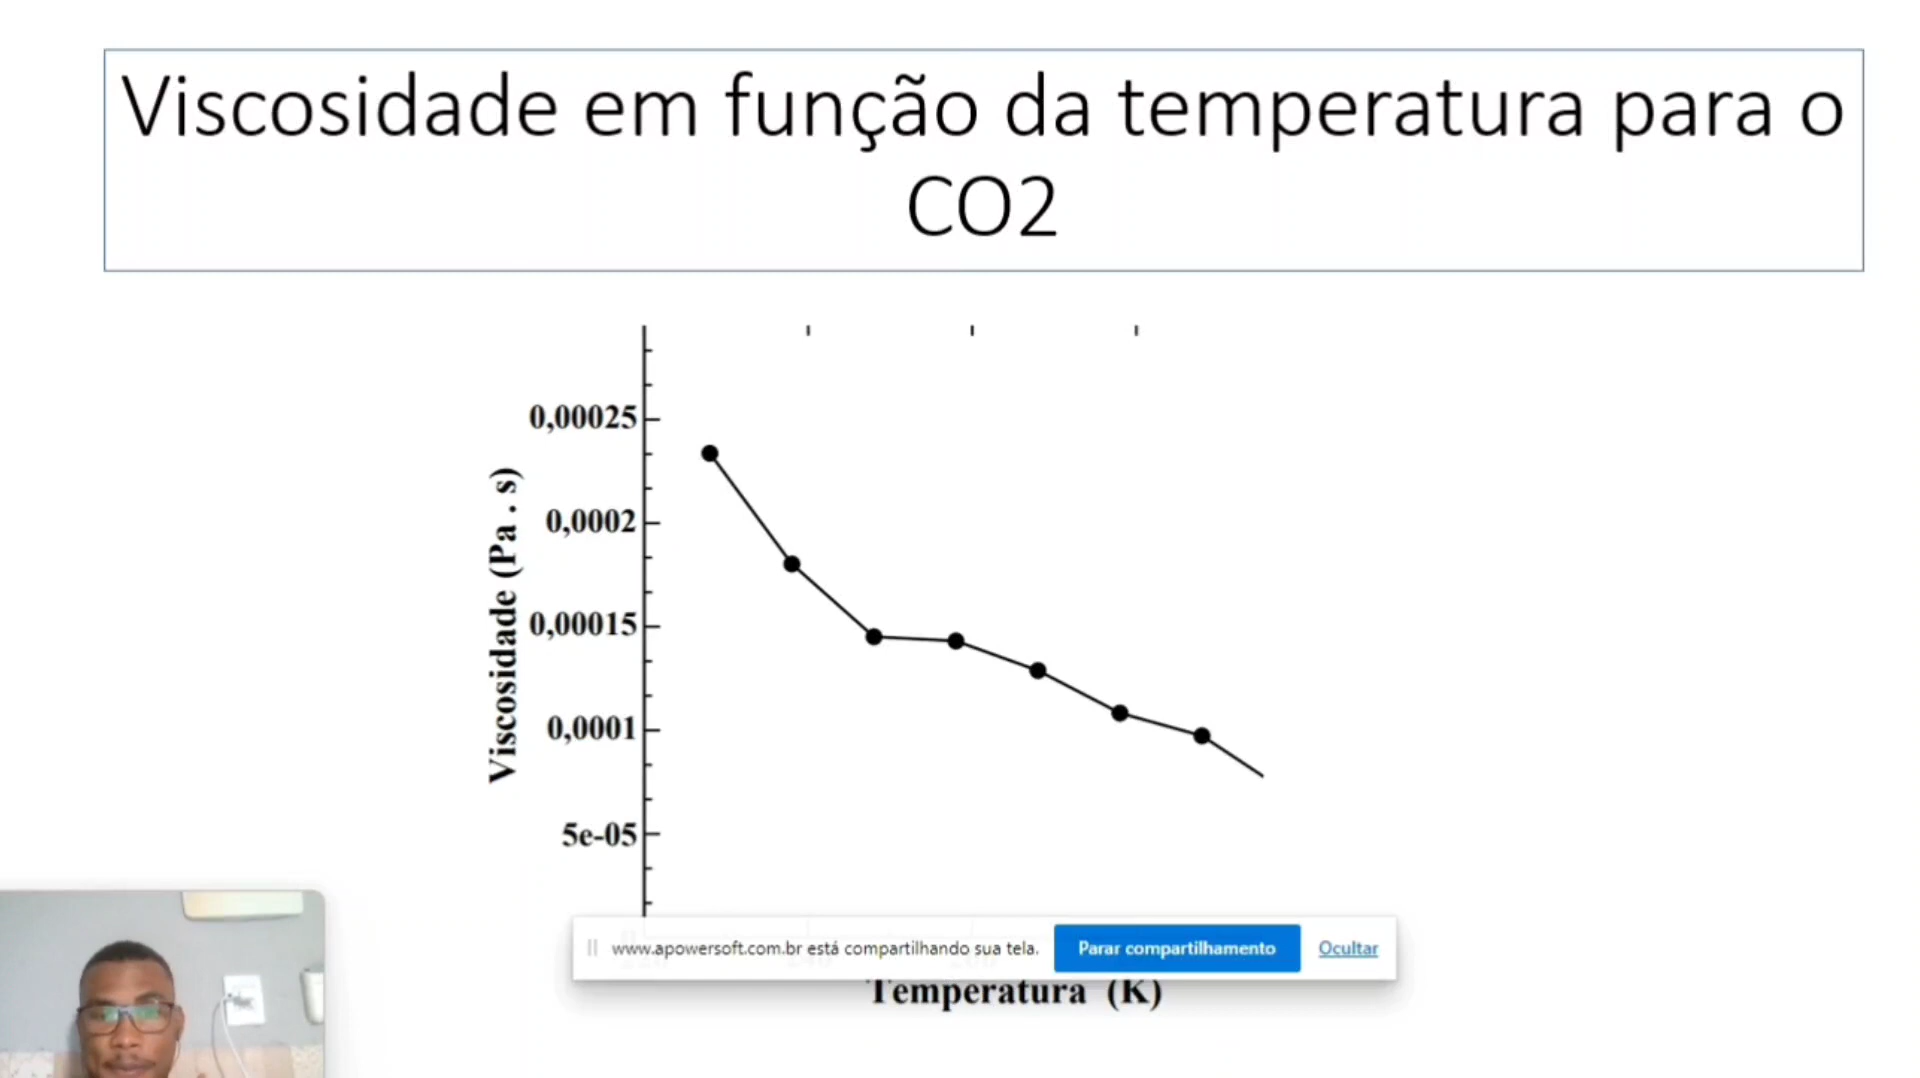 Viscosidade em função da temperatura para o
CO2
0,00025
0,0002
0,00015
0,0001
5e-05
Viscosidade (Pa . s)
www.apowersoft.com.br está compartilhando sua tela.
Parar compartilhamento
Ocultar
Temperatura (K)